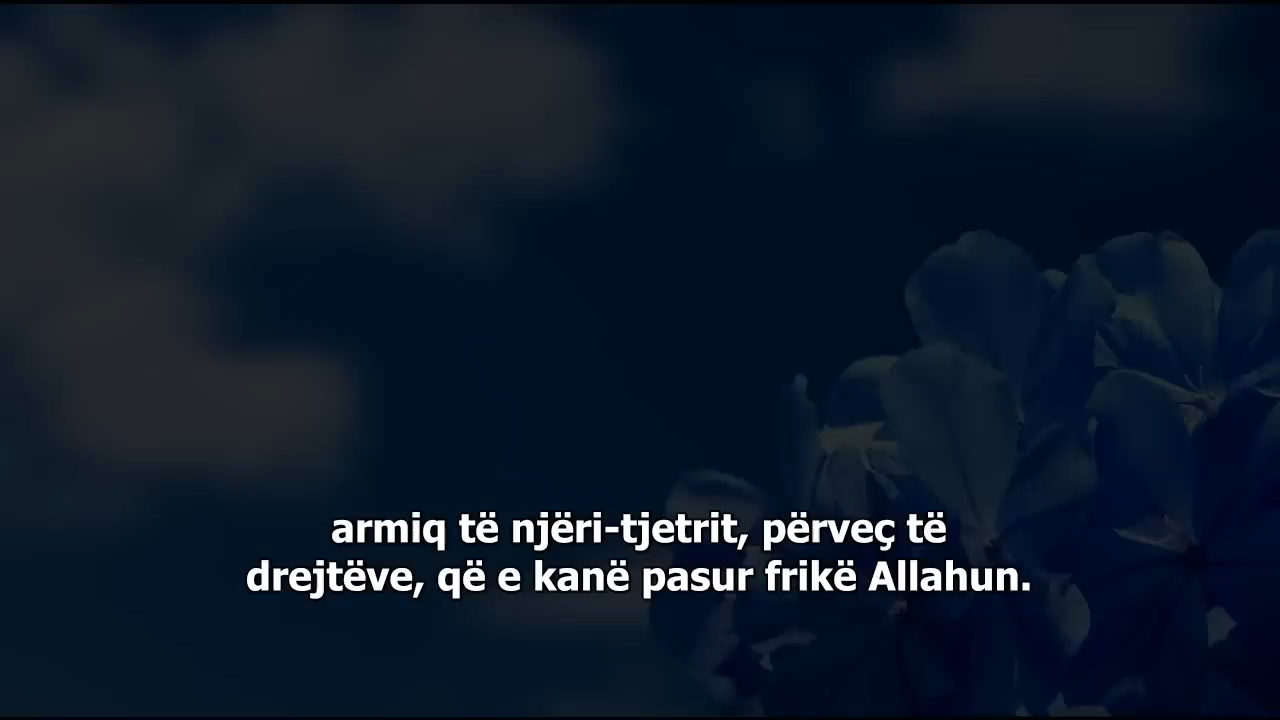 armiq të njëri-tjetrit, përveç të
drejtëve, që e kanë pasur frikë Allahun.